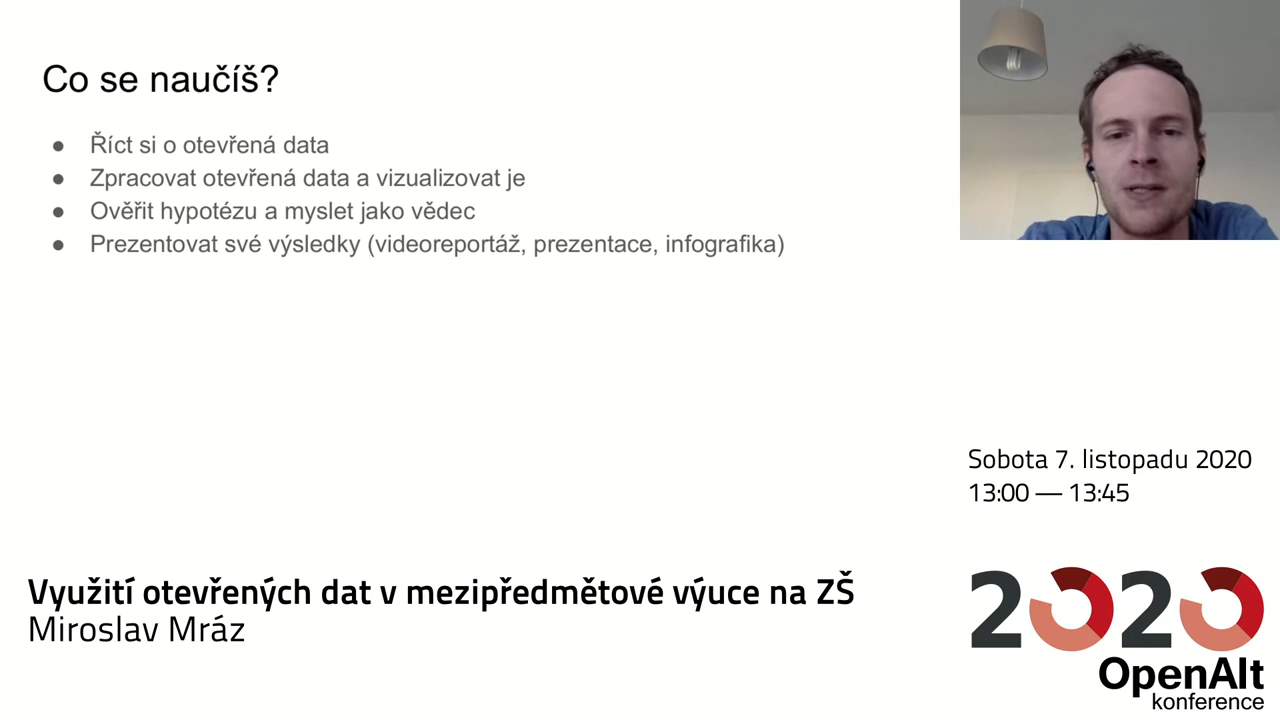 Co se naučíš?
● Říct si o otevřená data
● Zpracovat otevřená data a vizualizovat je
● Ověřit hypotézu a myslet jako vědec
● Prezentovat své výsledky (videoreportáž, prezentace, infografika)
Sobota 7. listopadu 2020
13:00 — 13:45
Využití otevřených dat v mezipředmětové výuce na ZŠ
Miroslav Mráz
2020
OpenAlt
konference